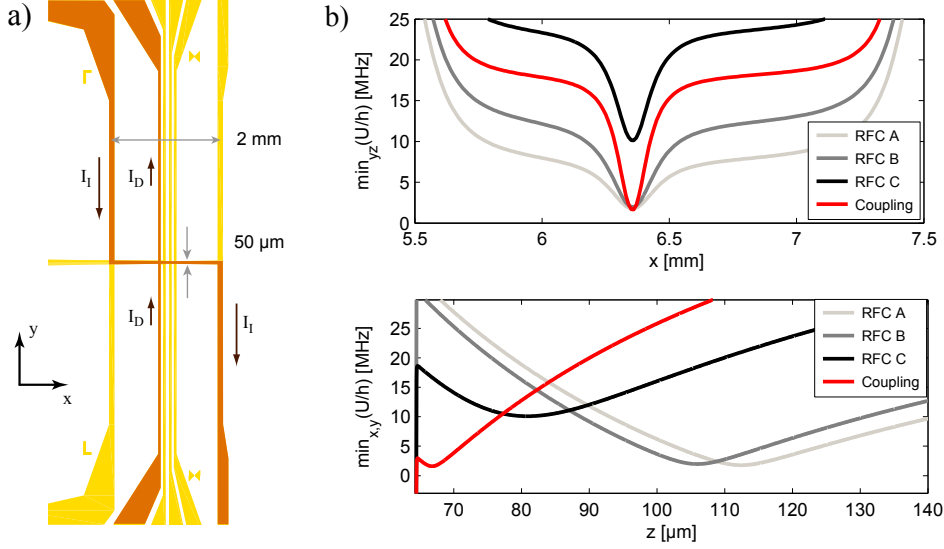 a)
2 mm
I_I
I_D
50 µm
I_D
I_I
y
x
b)
min_yz(U/h) [MHz]
25
20
15
10
5
0
5.5 6 6.5 7 7.5
x [mm]
RFC A
RFC B
RFC C
Coupling
min_x,y(U/h) [MHz]
25
20
15
10
5
0
70 80 90 100 110 120 130 140
z [µm]
RFC A
RFC B
RFC C
Coupling